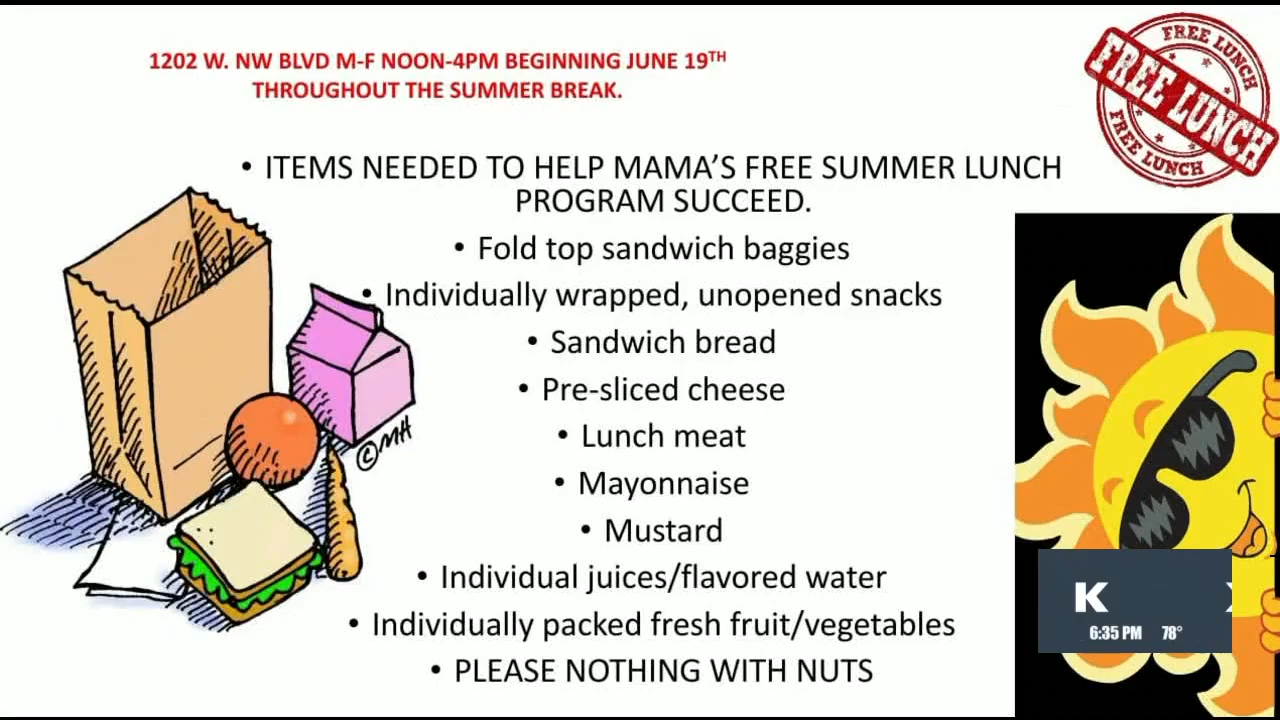 1202 W. NW BLVD M-F NOON-4PM BEGINNING JUNE 19TH
THROUGHOUT THE SUMMER BREAK.
FREE LUNCH
FREE LUNCH
FREE LUNCH
• ITEMS NEEDED TO HELP MAMA'S FREE SUMMER LUNCH
PROGRAM SUCCEED.
• Fold top sandwich baggies
• Individually wrapped, unopened snacks
• Sandwich bread
• Pre-sliced cheese
• Lunch meat
• Mayonnaise
• Mustard
• Individual juices/flavored water
• Individually packed fresh fruit/vegetables
• PLEASE NOTHING WITH NUTS
©MH
K
6:35 PM 78°